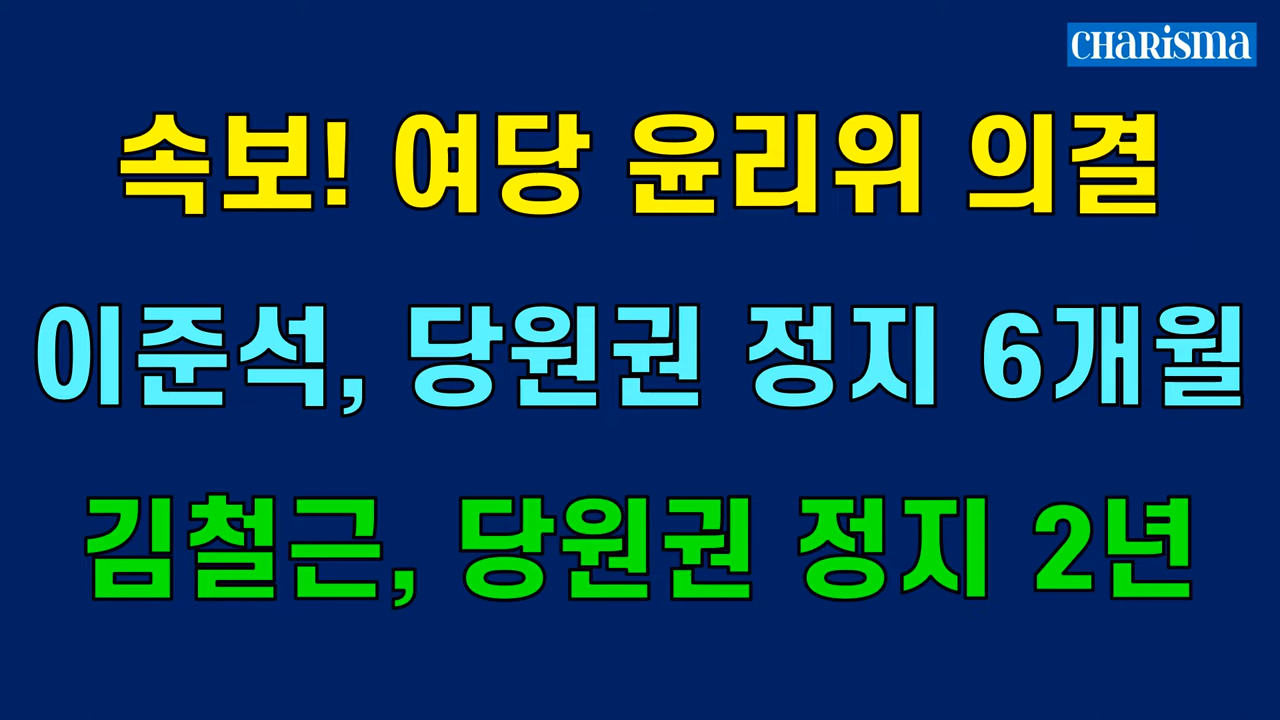 CHARiSMA
속보! 여당 윤리위 의결
이준석, 당원권 정지 6개월
김철근, 당원권 정지 2년